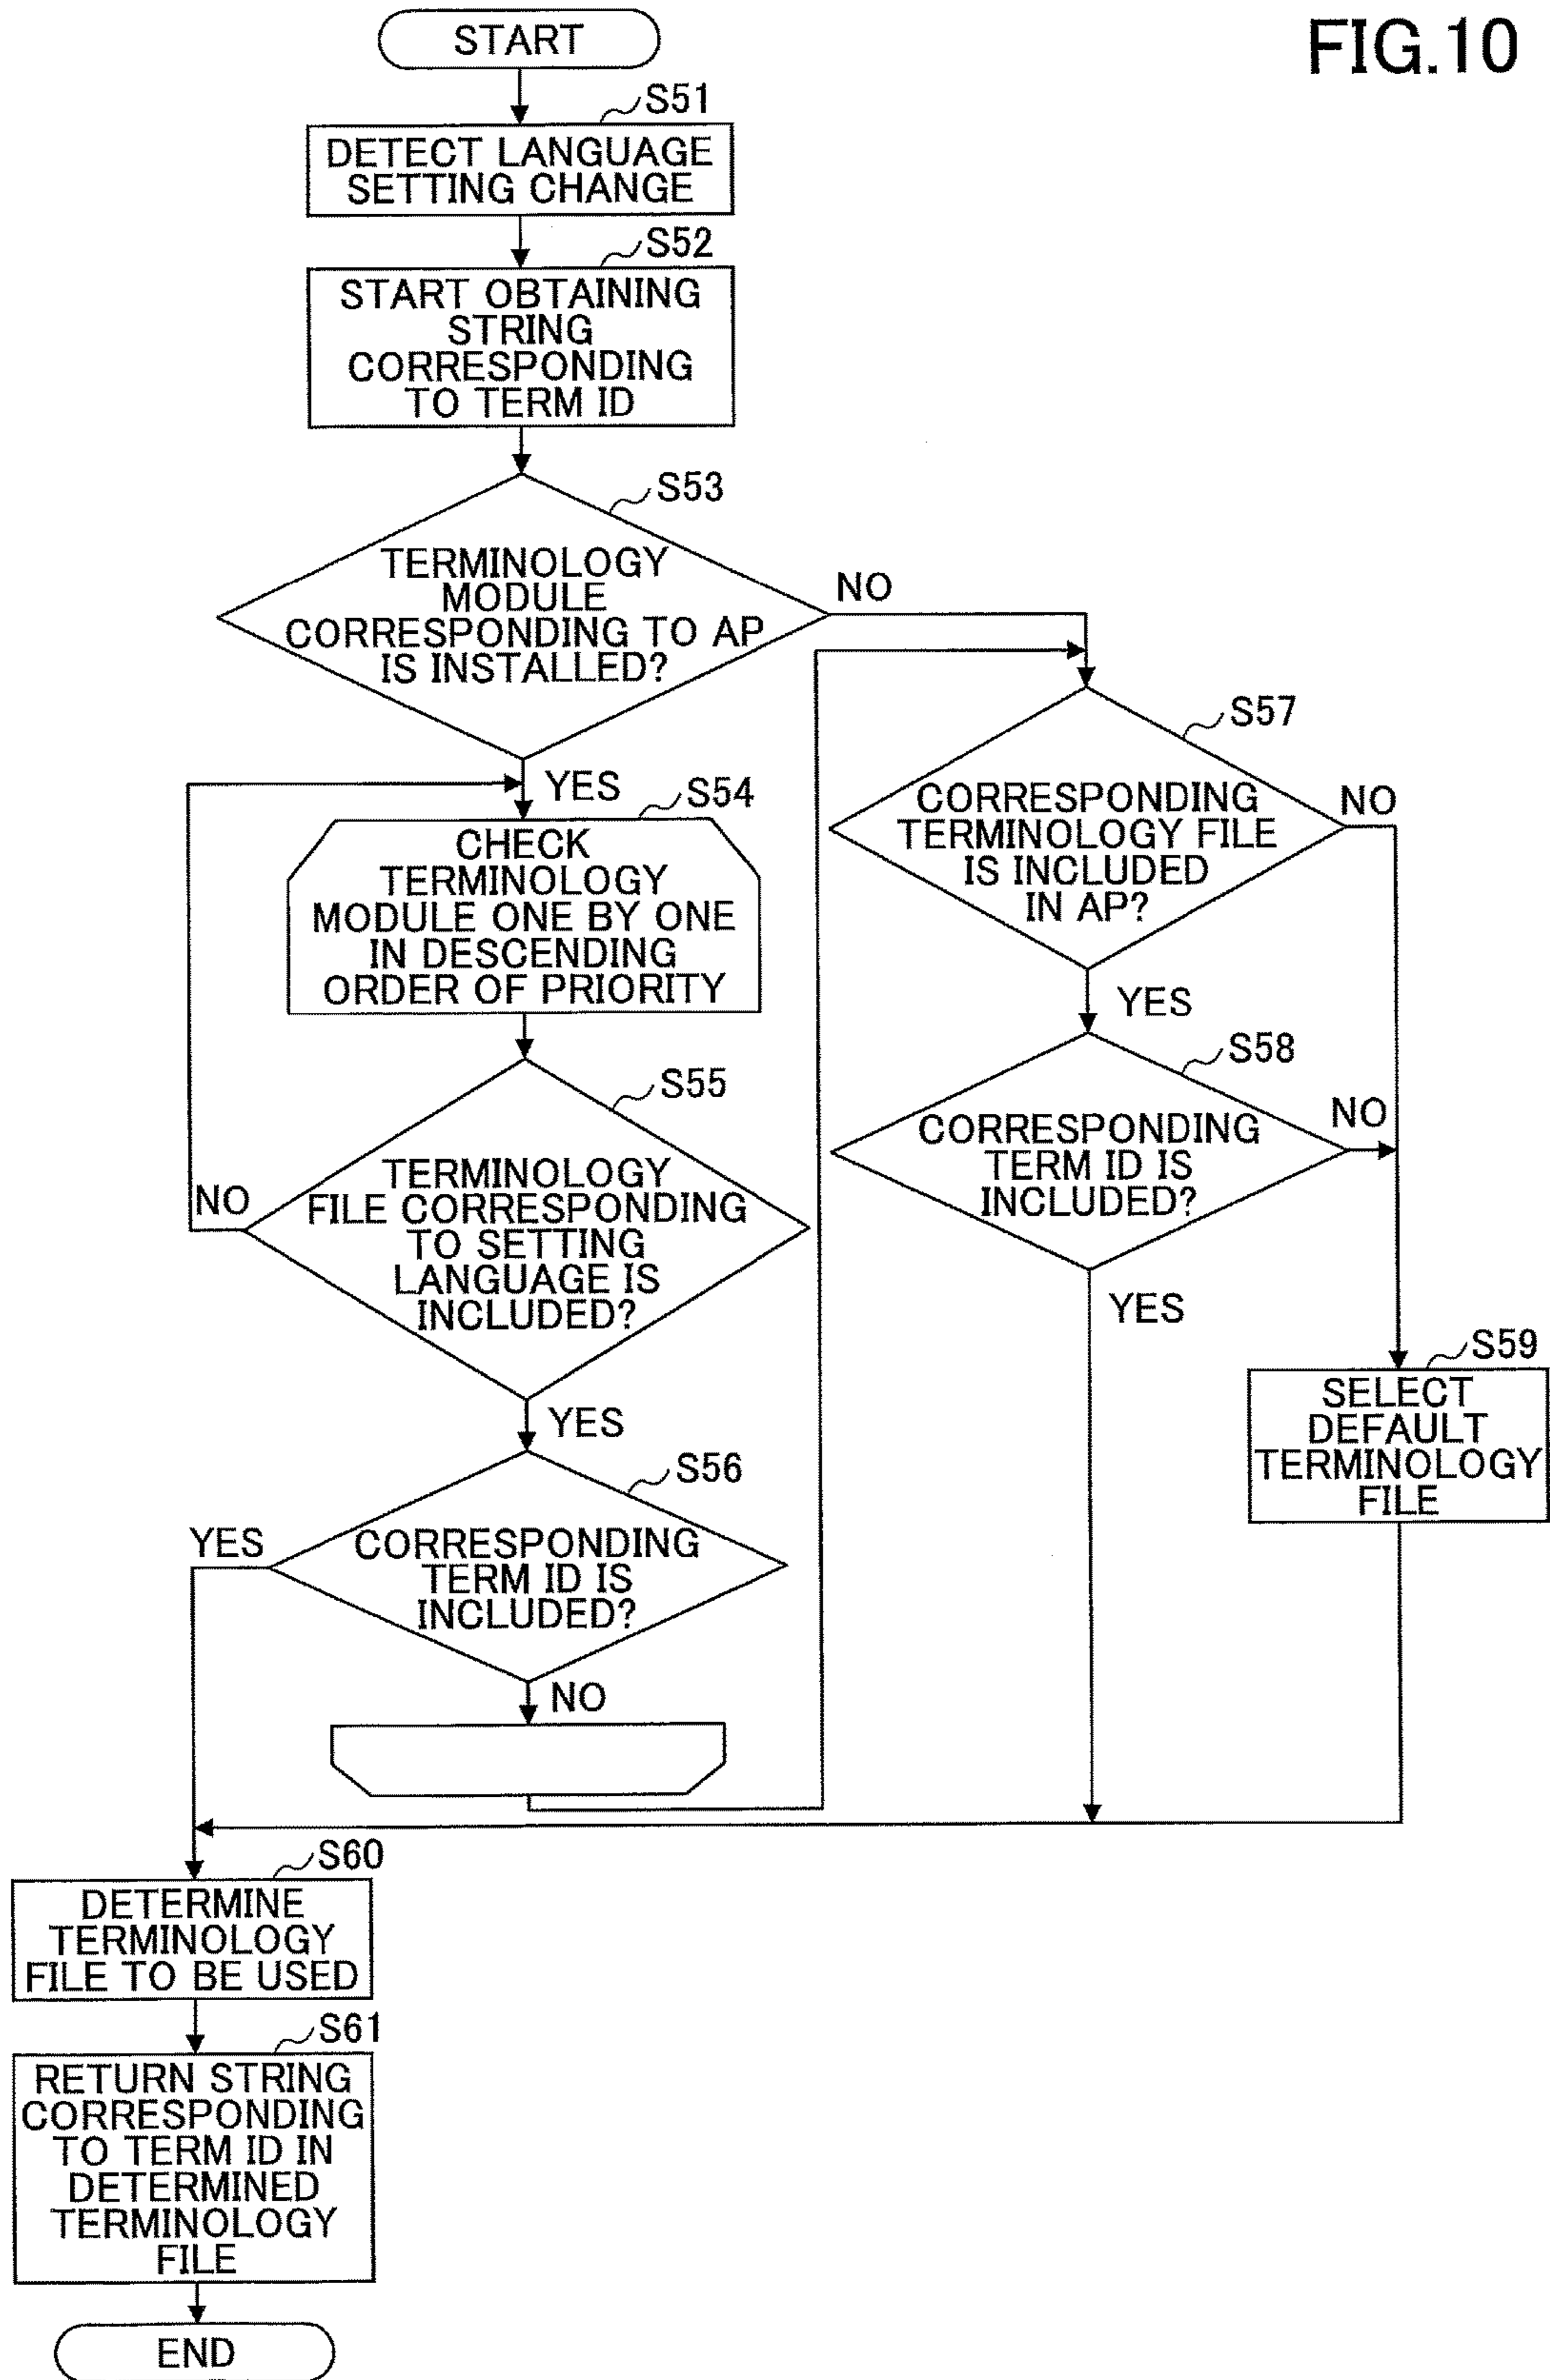 FIG.10
START
S51
DETECT LANGUAGE
SETTING CHANGE
S52
START OBTAINING
STRING
CORRESPONDING
TO TERM ID
S53
TERMINOLOGY
MODULE
CORRESPONDING TO AP
IS INSTALLED?
NO
YES
S54
CHECK
TERMINOLOGY
MODULE ONE BY ONE
IN DESCENDING
ORDER OF PRIORITY
S55
TERMINOLOGY
FILE CORRESPONDING
TO SETTING
LANGUAGE IS
INCLUDED?
NO
YES
S56
CORRESPONDING
TERM ID IS
INCLUDED?
YES
NO
S57
CORRESPONDING
TERMINOLOGY FILE
IS INCLUDED
IN AP?
NO
YES
S58
CORRESPONDING
TERM ID IS
INCLUDED?
NO
YES
S59
SELECT
DEFAULT
TERMINOLOGY
FILE
S60
DETERMINE
TERMINOLOGY
FILE TO BE USED
S61
RETURN STRING
CORRESPONDING
TO TERM ID IN
DETERMINED
TERMINOLOGY
FILE
END